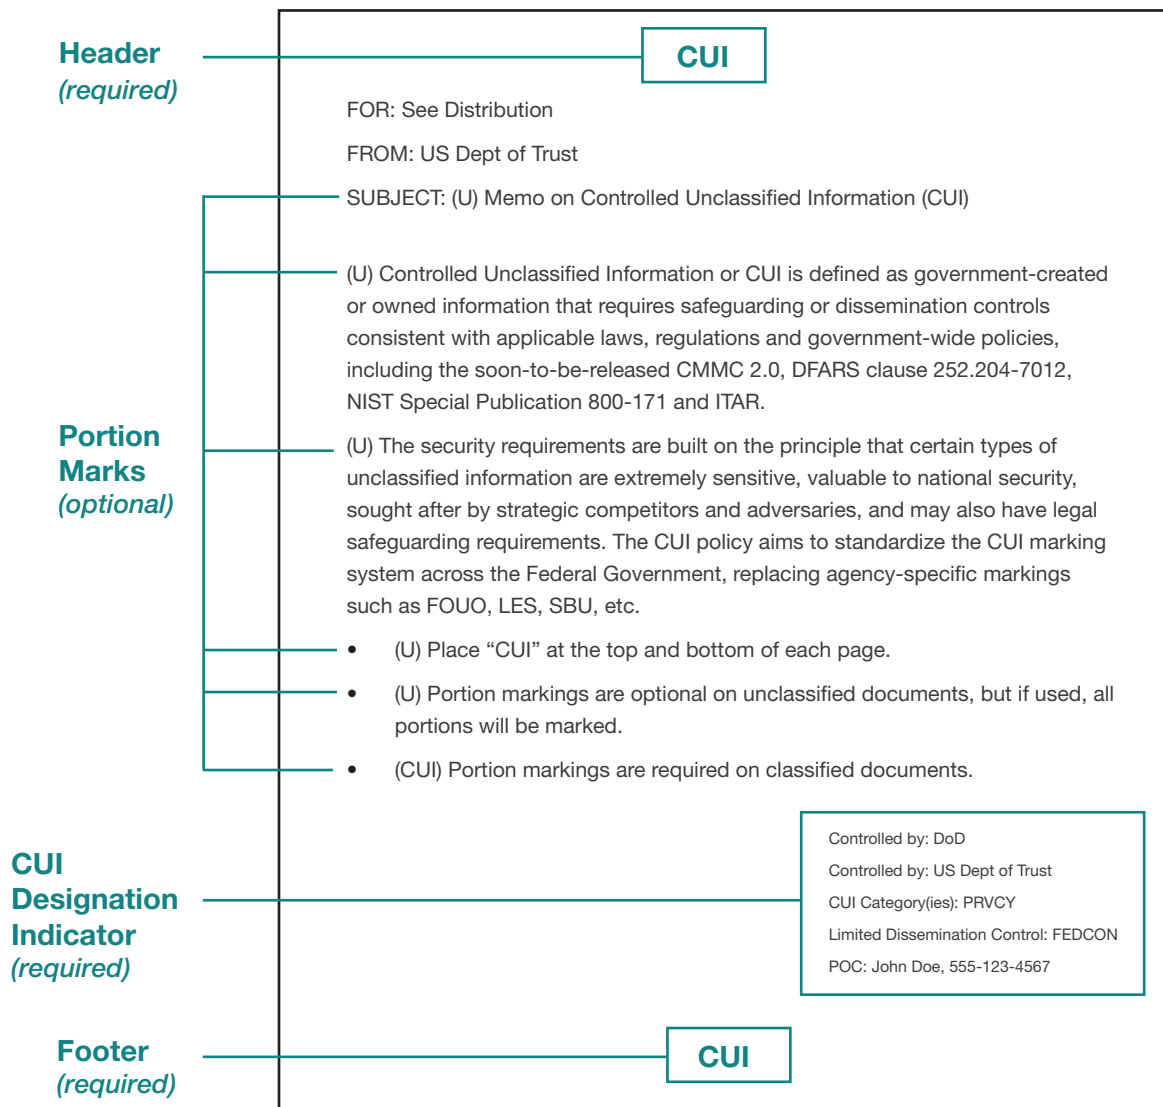 Header
(required)
CUI
FOR: See Distribution
FROM: US Dept of Trust
SUBJECT: (U) Memo on Controlled Unclassified Information (CUI)
(U) Controlled Unclassified Information or CUI is defined as government-created
or owned information that requires safeguarding or dissemination controls
consistent with applicable laws, regulations and government-wide policies,
including the soon-to-be-released CMMC 2.0, DFARS clause 252.204-7012,
NIST Special Publication 800-171 and ITAR.
Portion
Marks
(optional)
(U) The security requirements are built on the principle that certain types of
unclassified information are extremely sensitive, valuable to national security,
sought after by strategic competitors and adversaries, and may also have legal
safeguarding requirements. The CUI policy aims to standardize the CUI marking
system across the Federal Government, replacing agency-specific markings
such as FOUO, LES, SBU, etc.
• (U) Place “CUI” at the top and bottom of each page.
• (U) Portion markings are optional on unclassified documents, but if used, all
portions will be marked.
• (CUI) Portion markings are required on classified documents.
CUI
Designation
Indicator
(required)
Controlled by: DoD
Controlled by: US Dept of Trust
CUI Category(ies): PRVCY
Limited Dissemination Control: FEDCON
POC: John Doe, 555-123-4567
Footer
(required)
CUI